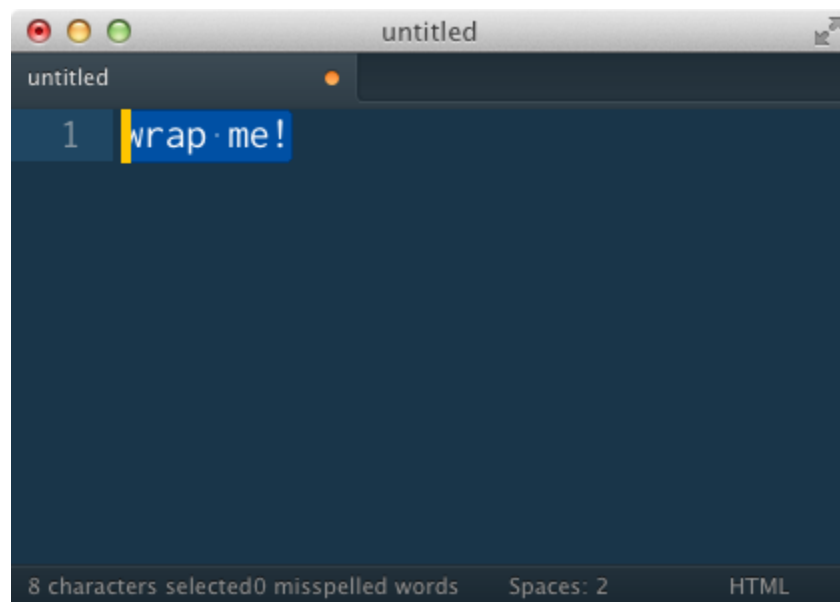 untitled
untitled
1 wrap me!
8 characters selected0 misspelled words Spaces: 2 HTML